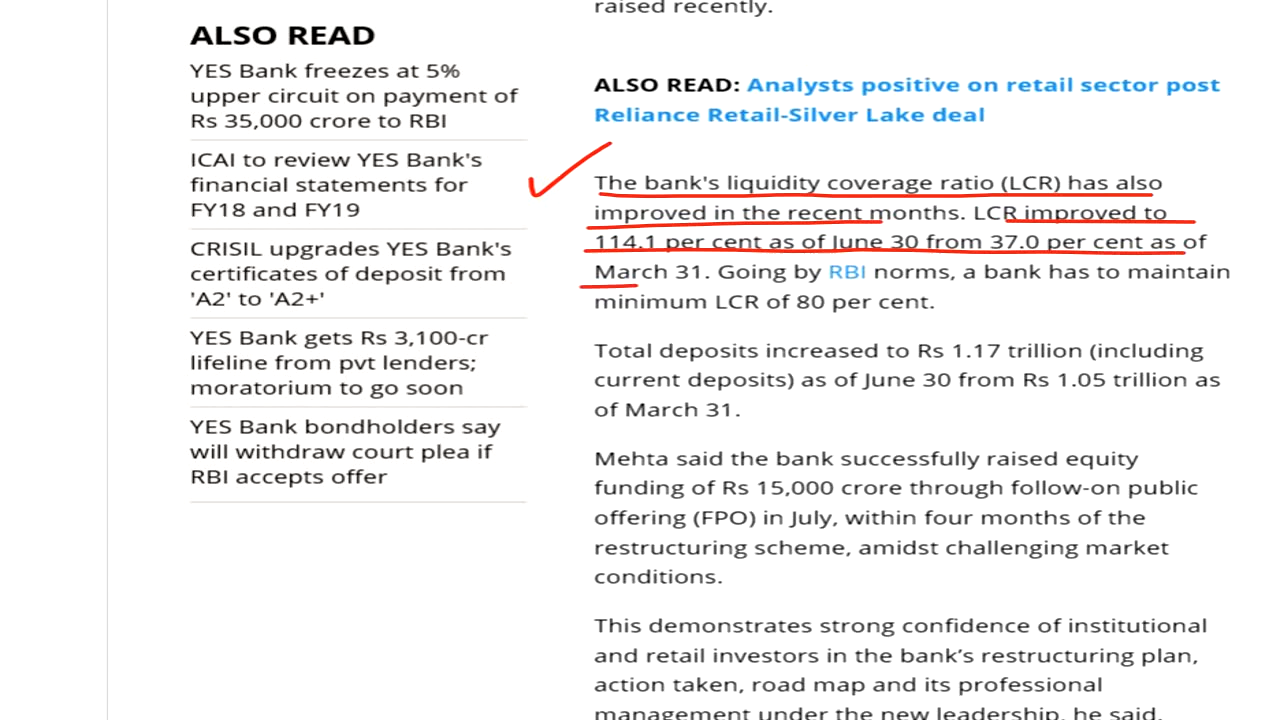 ALSO READ
YES Bank freezes at 5%
upper circuit on payment of
Rs 35,000 crore to RBI
ICAI to review YES Bank's
financial statements for
FY18 and FY19
CRISIL upgrades YES Bank's
certificates of deposit from
'A2' to 'A2+'
YES Bank gets Rs 3,100-cr
lifeline from pvt lenders;
moratorium to go soon
YES Bank bondholders say
will withdraw court plea if
RBI accepts offer
raised recently.
ALSO READ: Analysts positive on retail sector post
Reliance Retail-Silver Lake deal
The bank's liquidity coverage ratio (LCR) has also
improved in the recent months. LCR improved to
114.1 per cent as of June 30 from 37.0 per cent as of
March 31. Going by RBI norms, a bank has to maintain
minimum LCR of 80 per cent.
Total deposits increased to Rs 1.17 trillion (including
current deposits) as of June 30 from Rs 1.05 trillion as
of March 31.
Mehta said the bank successfully raised equity
funding of Rs 15,000 crore through follow-on public
offering (FPO) in July, within four months of the
restructuring scheme, amidst challenging market
conditions.
This demonstrates strong confidence of institutional
and retail investors in the bank’s restructuring plan,
action taken, road map and its professional
management under the new leadership, he said.